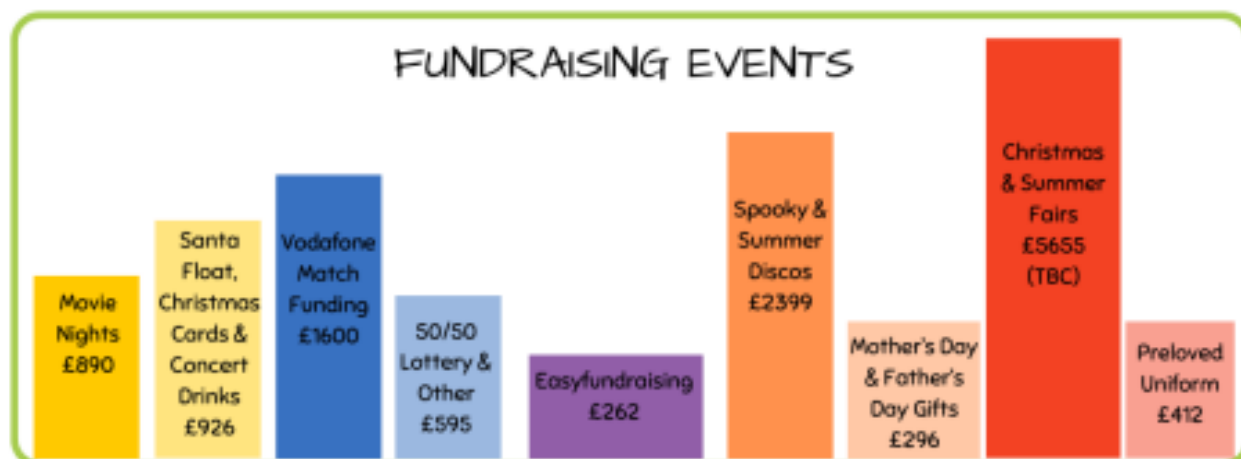 FUNDRAISING EVENTS
Movie
Nights
£890
Santa
Float,
Christmas
Cards &
Concert
Drinks
£926
Vodafone
Match
Funding
£1600
50/50
Lottery &
Other
£595
Easyfundraising
£262
Spooky &
Summer
Discos
£2399
Mother's Day
& Father's
Day Gifts
£296
Christmas
& Summer
Fairs
£5655
(TBC)
Preloved
Uniform
£412